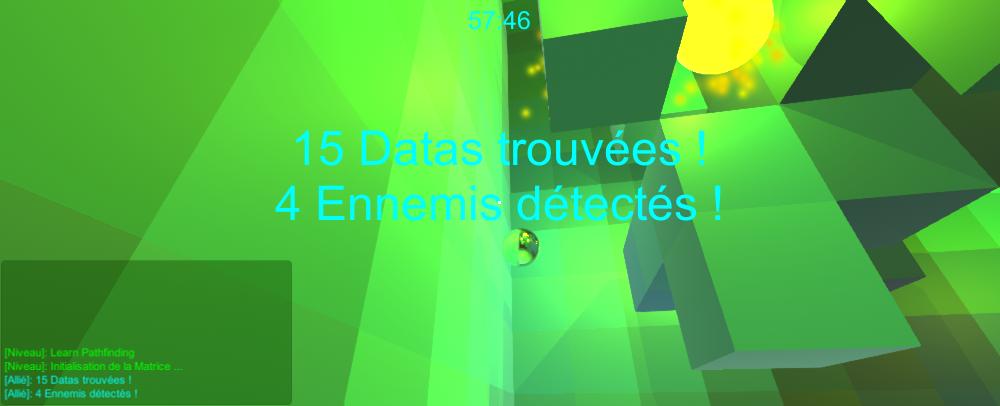 57:46
15 Datas trouvées !
4 Ennemis détectés !
[Niveau]: Learn Pathfinding
[Niveau]: Initialisation de la Matrice ...
[Allié]: 15 Datas trouvées !
[Allié]: 4 Ennemis détectés !